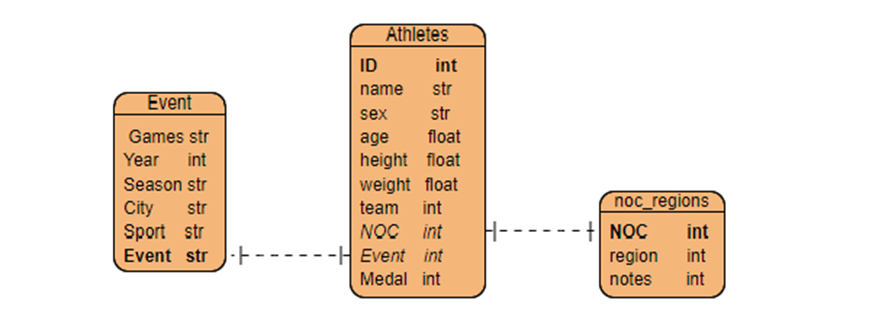 Event
Games str
Year int
Season str
City str
Sport str
Event str
Athletes
ID int
name str
sex str
age float
height float
weight float
team int
NOC int
Event int
Medal int
noc_regions
NOC int
region int
notes int